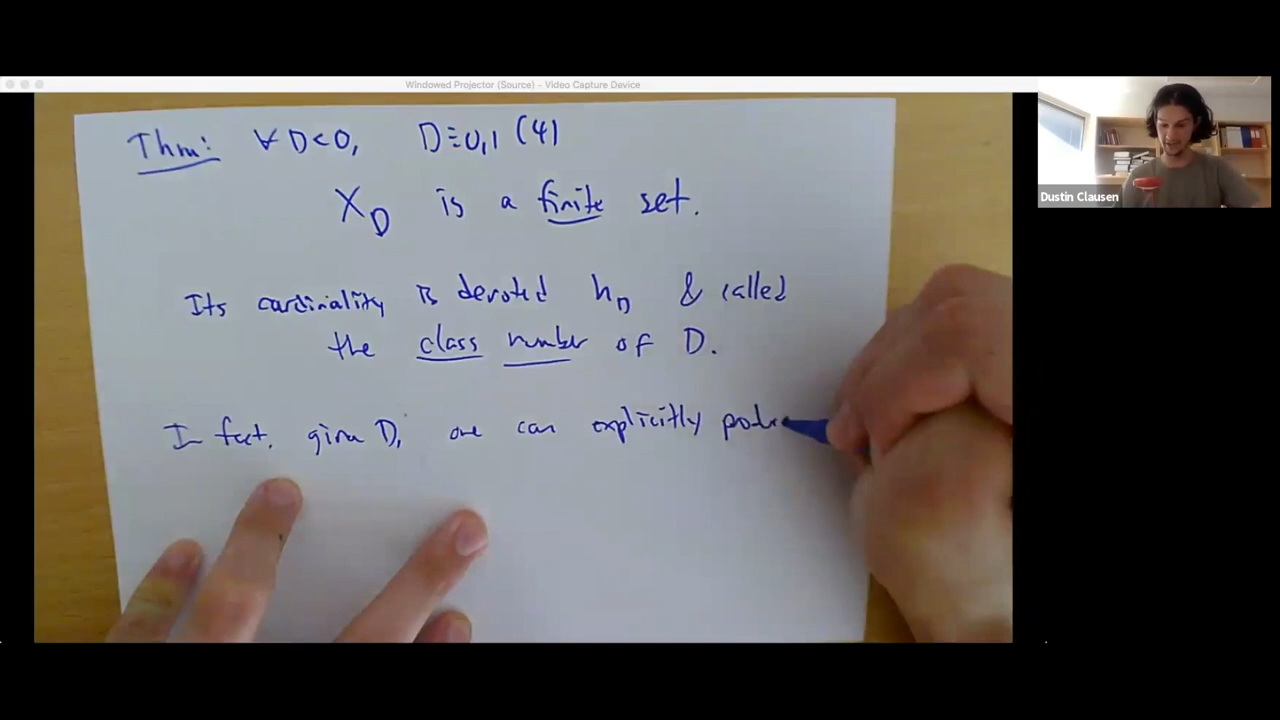 Windowed Projector (Source) - Video Capture Device
Thm: ∀ D<0, D≡0,1 (4)
X_D is a finite set.
Its cardinality is denoted h_D & called
the class number of D.
In fact, given D, one can explicitly produ
Dustin Clausen